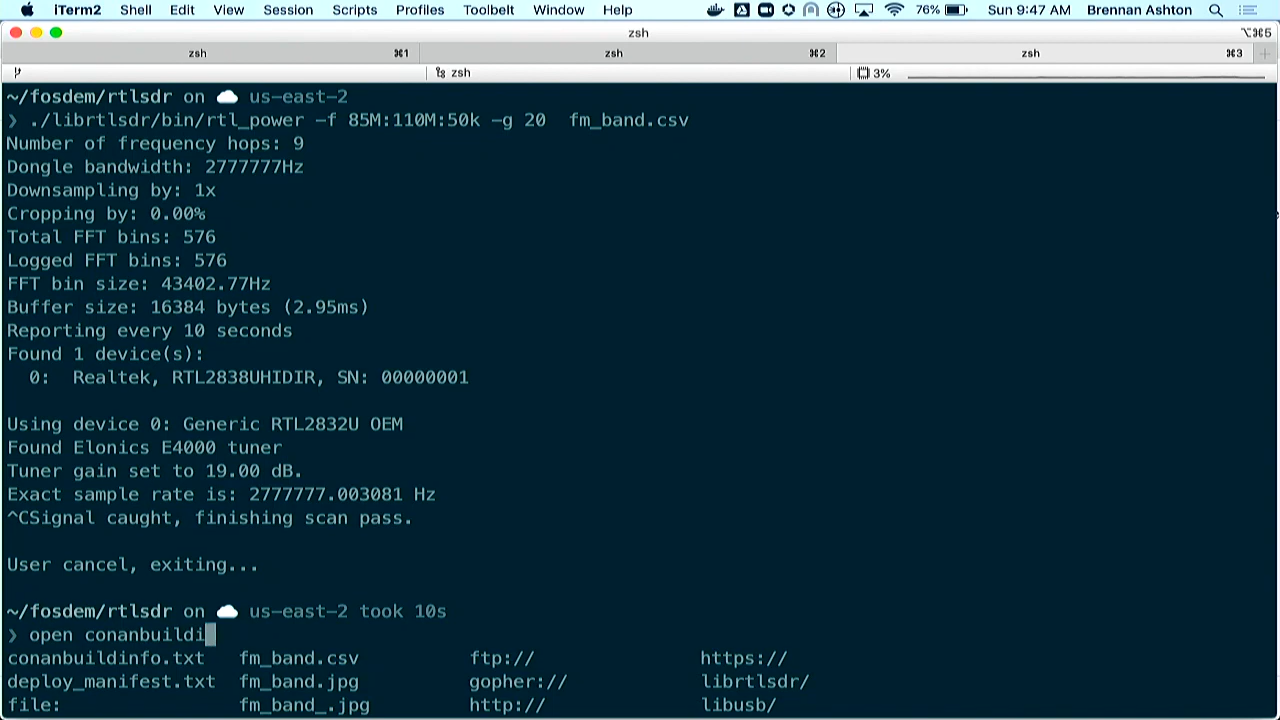 iTerm2 Shell Edit View Session Scripts Profiles Toolbelt Window Help 76% Sun 9:47 AM Brennan Ashton
zsh ⌥⌘5
zsh ⌘1 zsh ⌘2 zsh ⌘3
zsh 3%
~/fosdem/rtlsdr on ☁️ us-east-2
❯ ./librtlsdr/bin/rtl_power -f 85M:110M:50k -g 20  fm_band.csv
Number of frequency hops: 9
Dongle bandwidth: 2777777Hz
Downsampling by: 1x
Cropping by: 0.00%
Total FFT bins: 576
Logged FFT bins: 576
FFT bin size: 43402.77Hz
Buffer size: 16384 bytes (2.95ms)
Reporting every 10 seconds
Found 1 device(s):
  0:  Realtek, RTL2838UHIDIR, SN: 00000001
Using device 0: Generic RTL2832U OEM
Found Elonics E4000 tuner
Tuner gain set to 19.00 dB.
Exact sample rate is: 2777777.003081 Hz
^CSignal caught, finishing scan pass.
User cancel, exiting...
~/fosdem/rtlsdr on ☁️ us-east-2 took 10s
❯ open conanbuildi
conanbuildinfo.txt fm_band.csv ftp:// https://
deploy_manifest.txt fm_band.jpg gopher:// librtlsdr/
file: fm_band_.jpg http:// libusb/